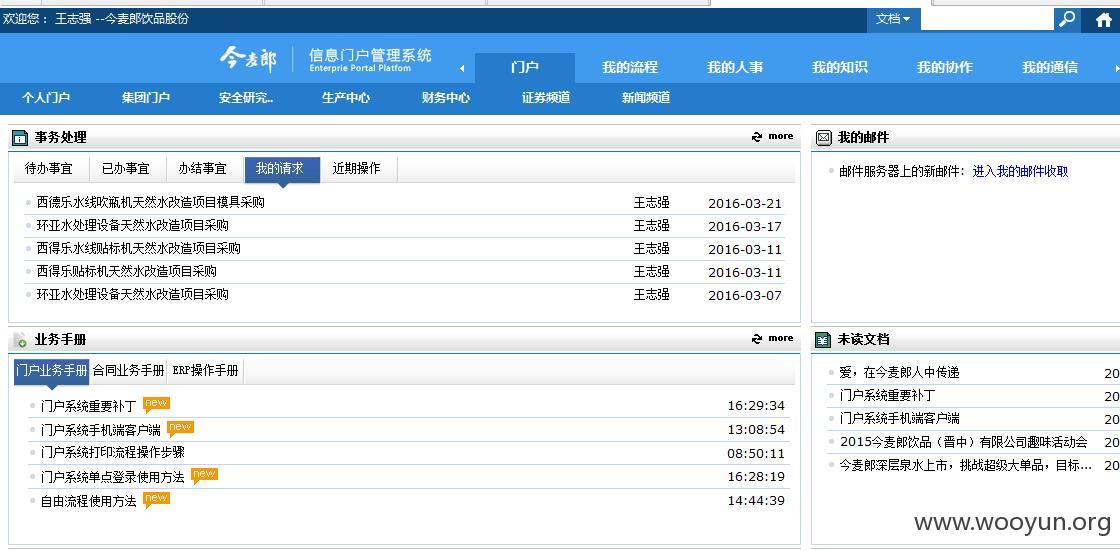 欢迎您： 王志强 --今麦郎饮品股份 文档
今麦郎 信息门户管理系统
Enterprie Portal Platfom
门户 我的流程 我的人事 我的知识 我的协作 我的通信
个人门户 集团门户 安全研究.. 生产中心 财务中心 证券频道 新闻频道
事务处理 more
待办事宜 已办事宜 办结事宜 我的请求 近期操作
西德乐水线吹瓶机天然水改造项目模具采购 王志强 2016-03-21
环亚水处理设备天然水改造项目采购 王志强 2016-03-17
西得乐水线贴标机天然水改造项目采购 王志强 2016-03-11
西得乐贴标机天然水改造项目采购 王志强 2016-03-11
环亚水处理设备天然水改造项目采购 王志强 2016-03-07
我的邮件
邮件服务器上的新邮件：进入我的邮件收取
业务手册 more
门户业务手册 合同业务手册 ERP操作手册
门户系统重要补丁 new 16:29:34
门户系统手机端客户端 new 13:08:54
门户系统打印流程操作步骤 08:50:11
门户系统单点登录使用方法 new 16:28:19
自由流程使用方法 new 14:44:39
未读文档
爱，在今麦郎人中传递 20
门户系统重要补丁 20
门户系统手机端客户端 20
2015今麦郎饮品（晋中）有限公司趣味活动会 20
今麦郎深层泉水上市，挑战超级大单品，目标... 20
www.wooyun.org